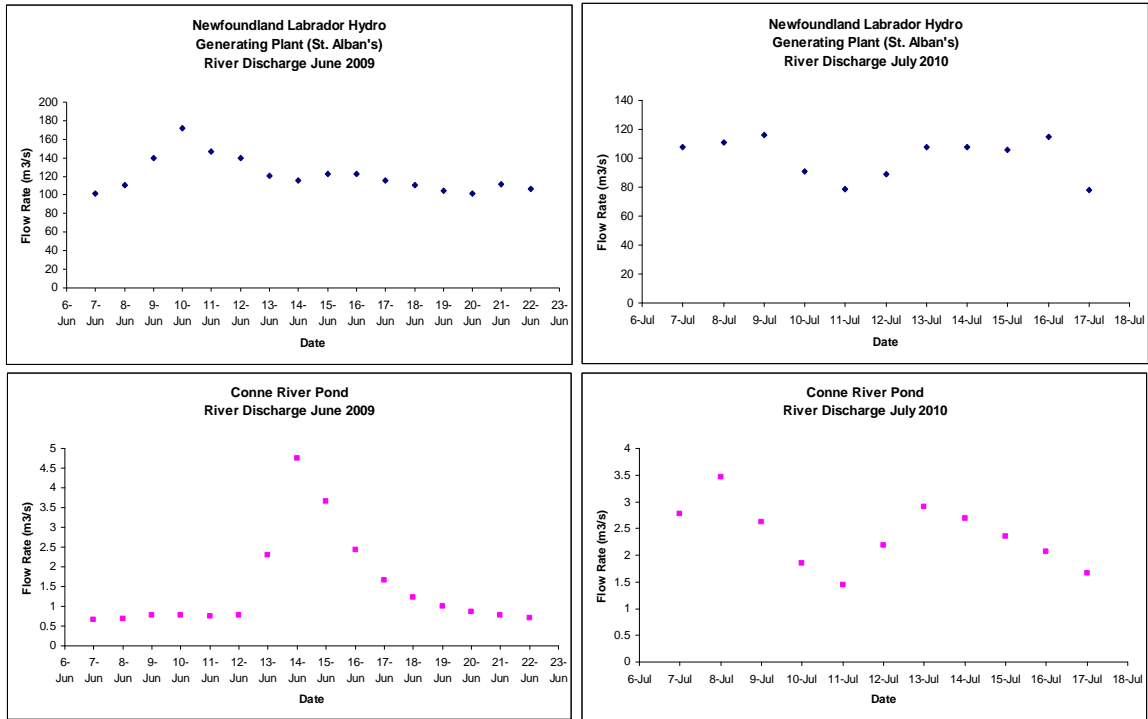 Newfoundland Labrador Hydro
Generating Plant (St. Alban's)
River Discharge June 2009
Flow Rate (m3/s)
200
180
160
140
120
100
80
60
40
20
0
6- 7- 8- 9- 10- 11- 12- 13- 14- 15- 16- 17- 18- 19- 20- 21- 22- 23-
Jun Jun Jun Jun Jun Jun Jun Jun Jun Jun Jun Jun Jun Jun Jun Jun Jun Jun
Date
Newfoundland Labrador Hydro
Generating Plant (St. Alban's)
River Discharge July 2010
Flow Rate (m3/s)
140
120
100
80
60
40
20
0
6-Jul 7-Jul 8-Jul 9-Jul 10-Jul 11-Jul 12-Jul 13-Jul 14-Jul 15-Jul 16-Jul 17-Jul 18-Jul
Date
Conne River Pond
River Discharge June 2009
Flow Rate (m3/s)
5
4.5
4
3.5
3
2.5
2
1.5
1
0.5
0
6- 7- 8- 9- 10- 11- 12- 13- 14- 15- 16- 17- 18- 19- 20- 21- 22- 23-
Jun Jun Jun Jun Jun Jun Jun Jun Jun Jun Jun Jun Jun Jun Jun Jun Jun Jun
Date
Conne River Pond
River Discharge July 2010
Flow Rate (m3/s)
4
3.5
3
2.5
2
1.5
1
0.5
0
6-Jul 7-Jul 8-Jul 9-Jul 10-Jul 11-Jul 12-Jul 13-Jul 14-Jul 15-Jul 16-Jul 17-Jul 18-Jul
Date